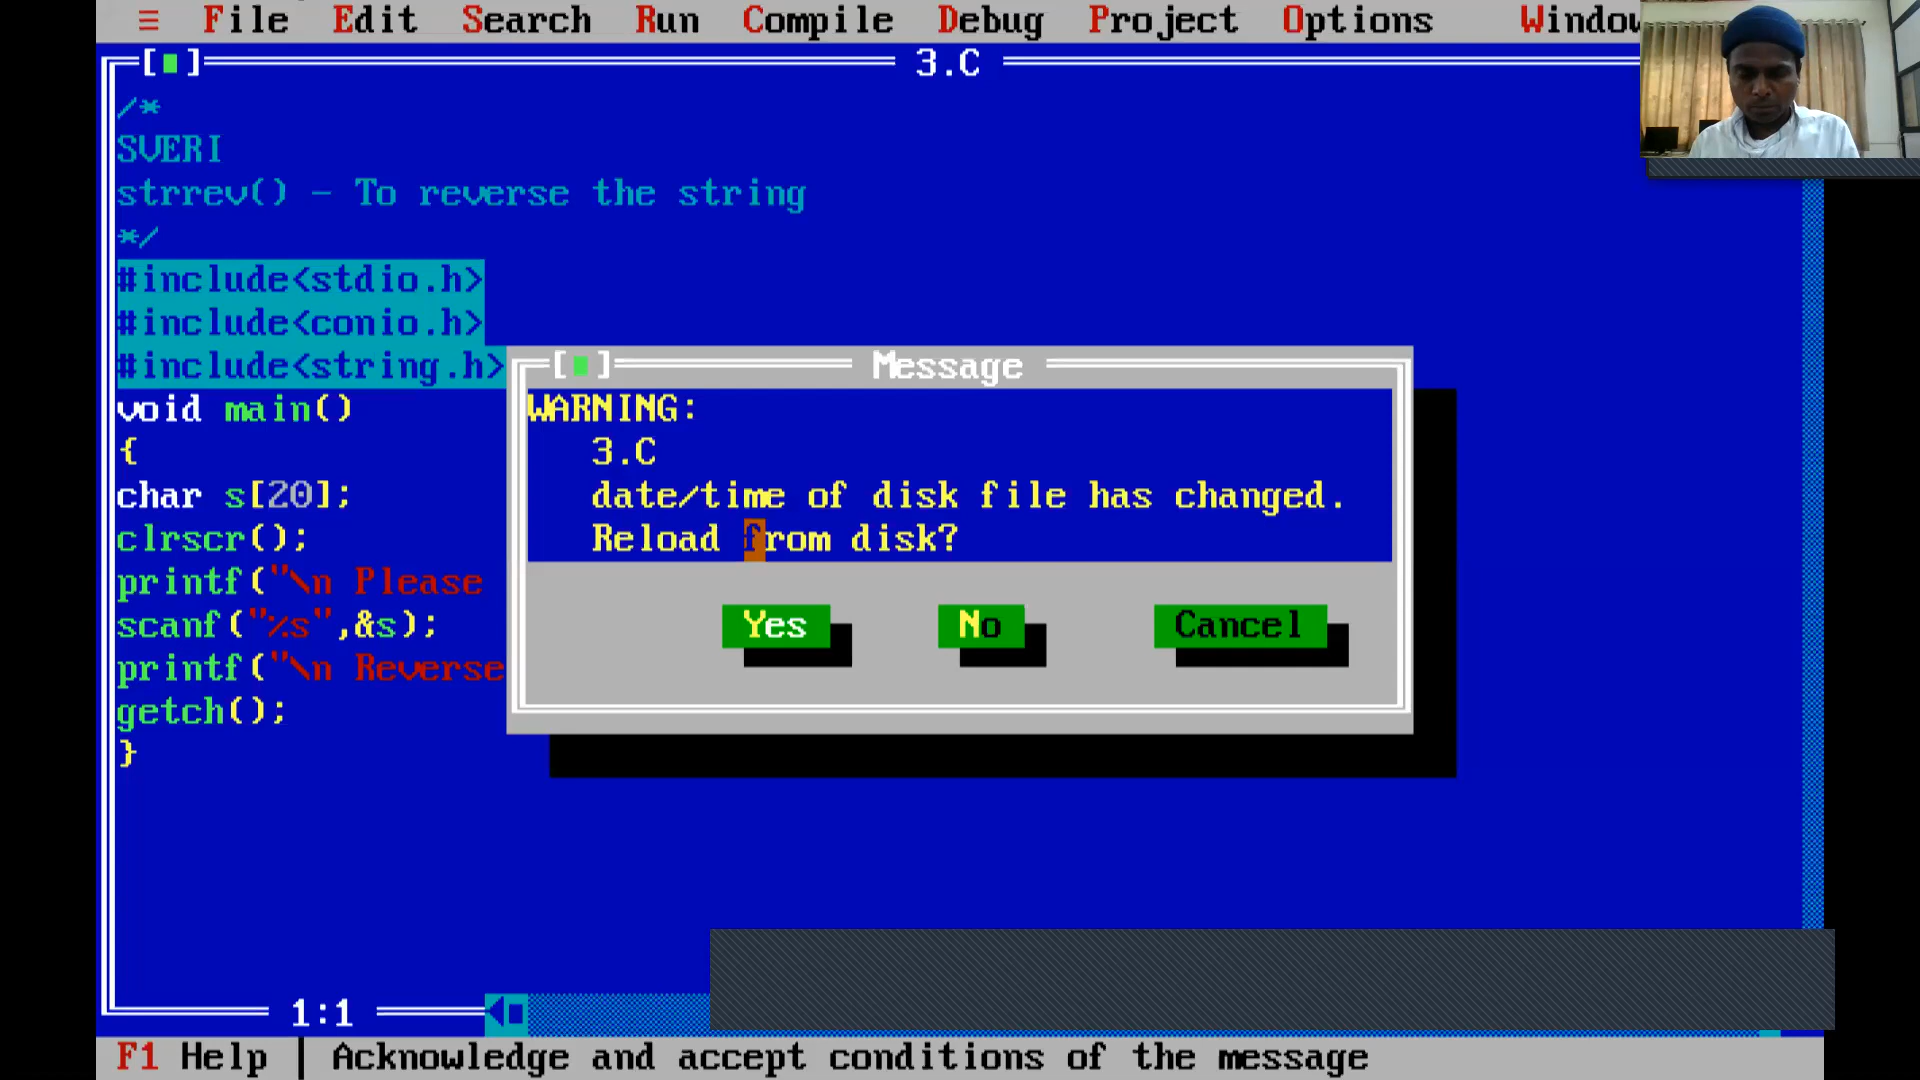 ≡ File Edit Search Run Compile Debug Project Options Window
[■] 3.C
/*
SVERI
strrev() - To reverse the string
*/
#include<stdio.h>
#include<conio.h>
#include<string.h>
void main()
{
char s[20];
clrscr();
printf("\n Please
scanf("%s",&s);
printf("\n Reverse
getch();
}
[■] Message
WARNING:
3.C
date/time of disk file has changed.
Reload from disk?
Yes No Cancel
1:1
F1 Help | Acknowledge and accept conditions of the message